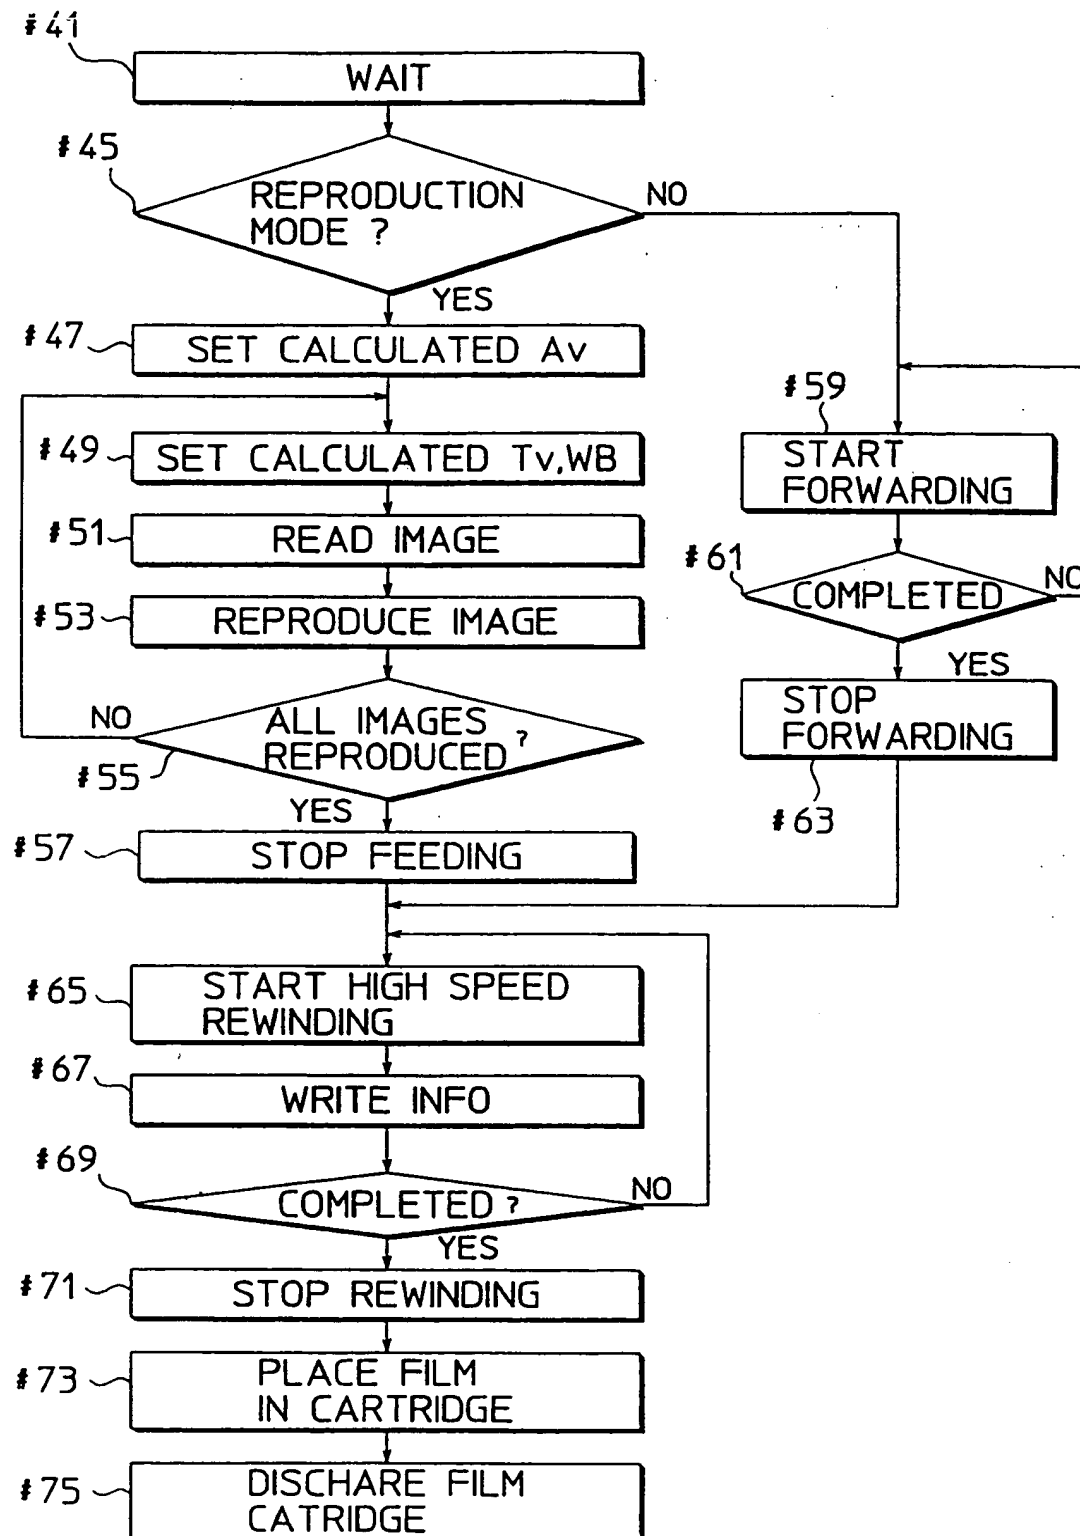 #41
WAIT
#45
REPRODUCTION
MODE ?
NO
YES
#47
SET CALCULATED Av
#49
SET CALCULATED Tv,WB
#51
READ IMAGE
#53
REPRODUCE IMAGE
NO
ALL IMAGES
REPRODUCED ?
#55
YES
#57
STOP FEEDING
#59
START
FORWARDING
#61
COMPLETED
NO
YES
STOP
FORWARDING
#63
#65
START HIGH SPEED
REWINDING
#67
WRITE INFO
#69
COMPLETED ?
NO
YES
#71
STOP REWINDING
#73
PLACE FILM
IN CARTRIDGE
#75
DISCHARE FILM
CATRIDGE